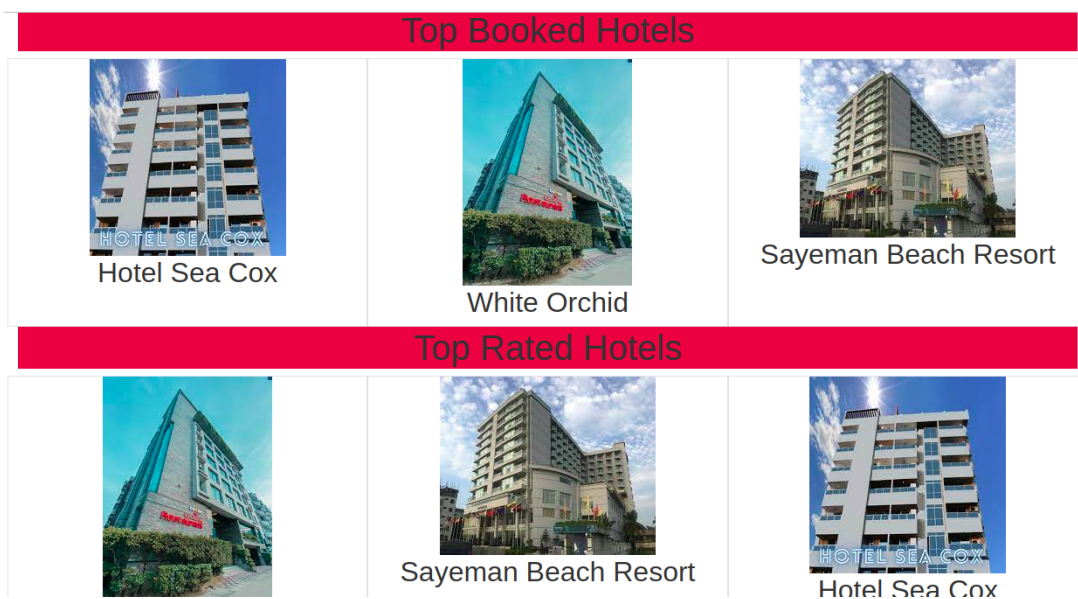 Top Booked Hotels
HOTEL SEA COX
Hotel Sea Cox
White Orchid
Sayeman Beach Resort
Top Rated Hotels
HOTEL SEA COX
Sayeman Beach Resort
Hotel Sea Cox